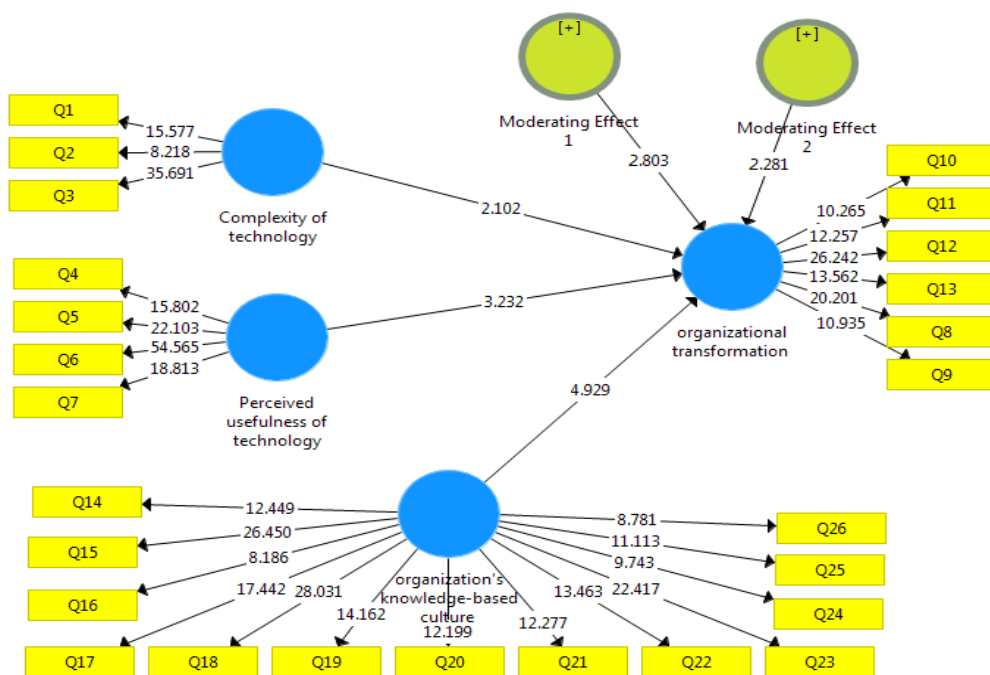 [+]
[+]
Moderating Effect
1
Moderating Effect
2
2.803
2.281
Q1
Q2
Q3
15.577
8.218
35.691
Complexity of
technology
2.102
Q4
Q5
Q6
Q7
15.802
22.103
54.565
18.813
Perceived
usefulness of
technology
3.232
organizational
transformation
Q10
Q11
Q12
Q13
Q8
Q9
10.265
12.257
26.242
13.562
20.201
10.935
4.929
organization's
knowledge-based
culture
Q14
Q15
Q16
Q17
Q18
Q19
Q20
Q21
Q22
Q23
Q24
Q25
Q26
12.449
26.450
8.186
17.442
28.031
14.162
12.199
12.277
13.463
22.417
9.743
11.113
8.781